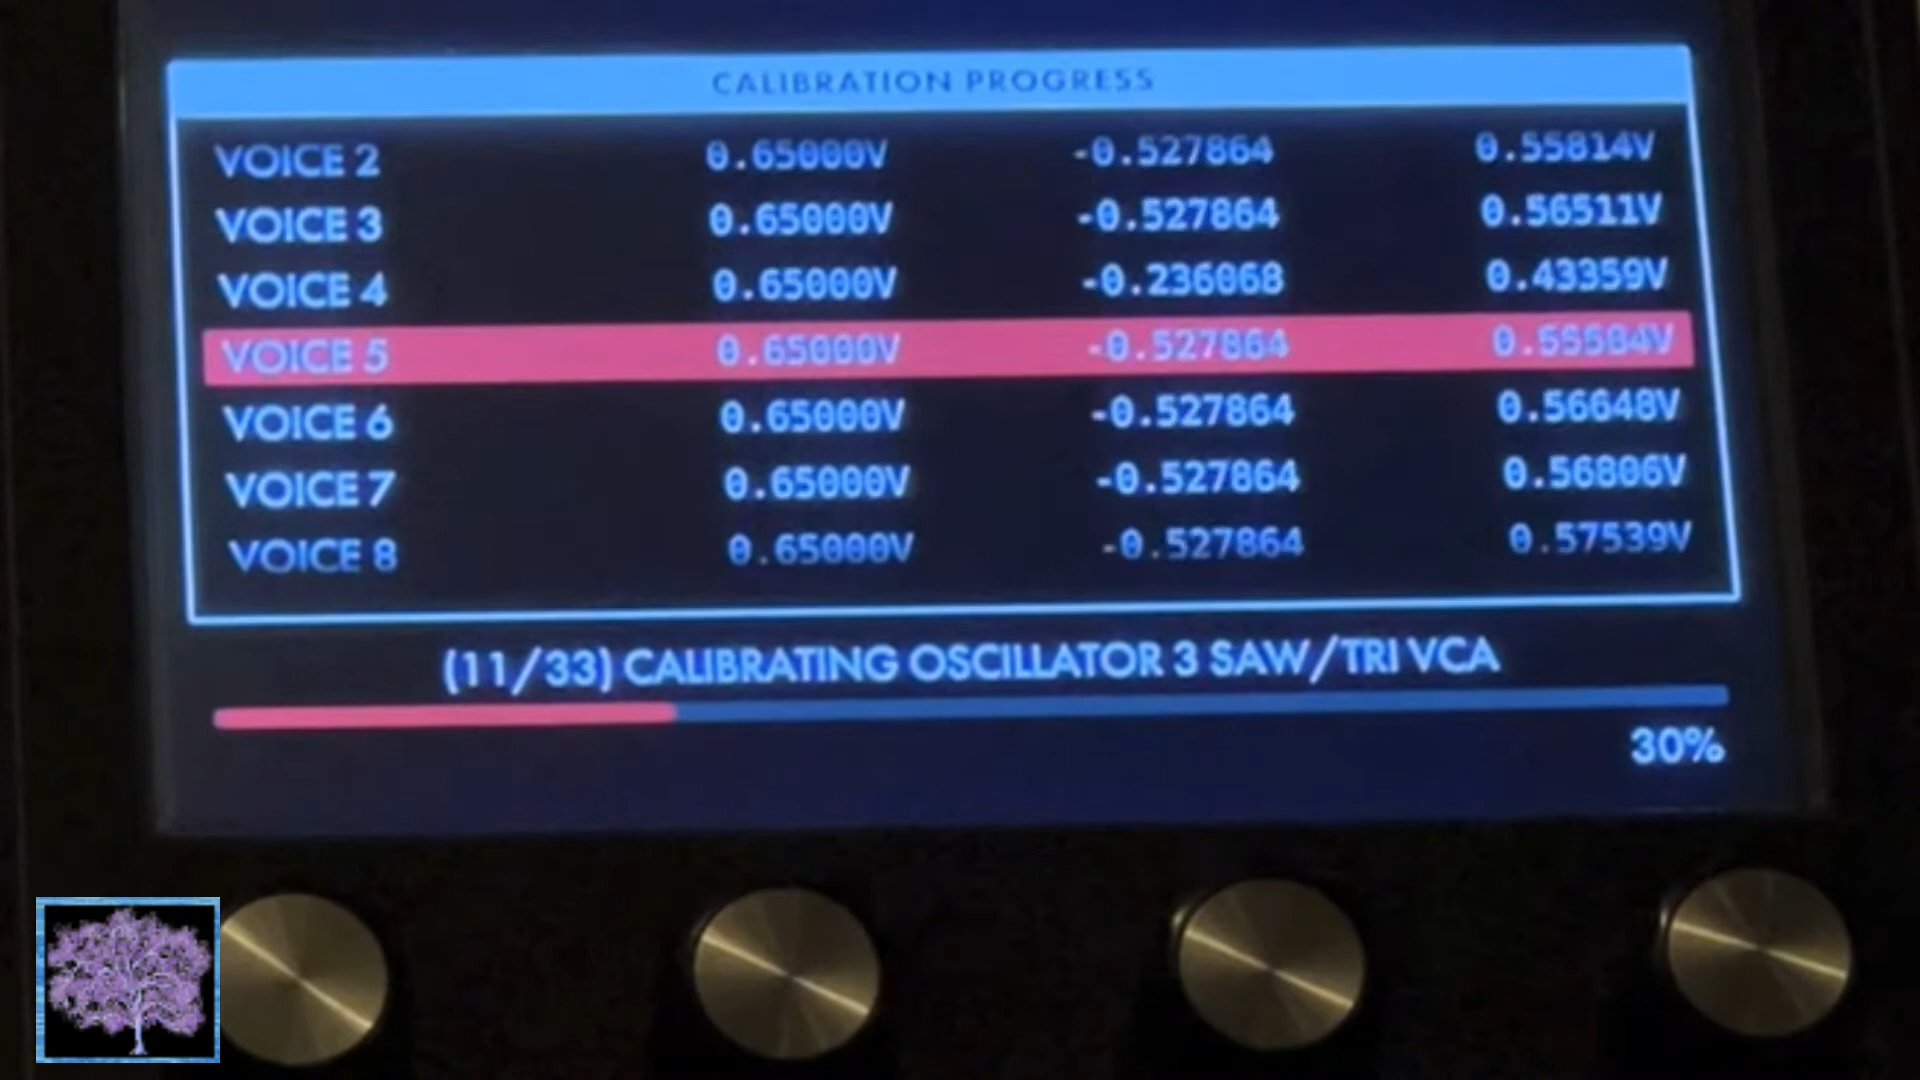 CALIBRATION PROGRESS
VOICE 2 0.65000V -0.527864 0.55814V
VOICE 3 0.65000V -0.527864 0.56511V
VOICE 4 0.65000V -0.236068 0.43359V
VOICE 5 0.65000V -0.527864
VOICE 6 0.65000V -0.527864 0.56648V
VOICE 7 0.65000V -0.527864 0.56806V
VOICE 8 0.65000V -0.527864 0.57539V
(11/33) CALIBRATING OSCILLATOR 3 SAW/TRI VCA
30%